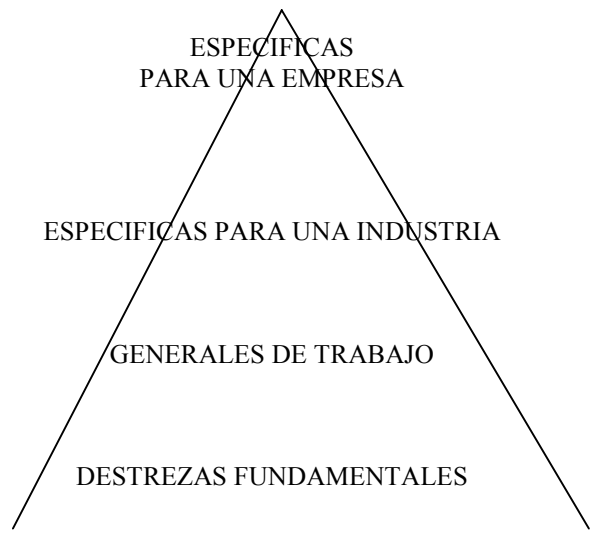 ESPECIFICAS
PARA UNA EMPRESA
ESPECIFICAS PARA UNA INDUSTRIA
GENERALES DE TRABAJO
DESTREZAS FUNDAMENTALES